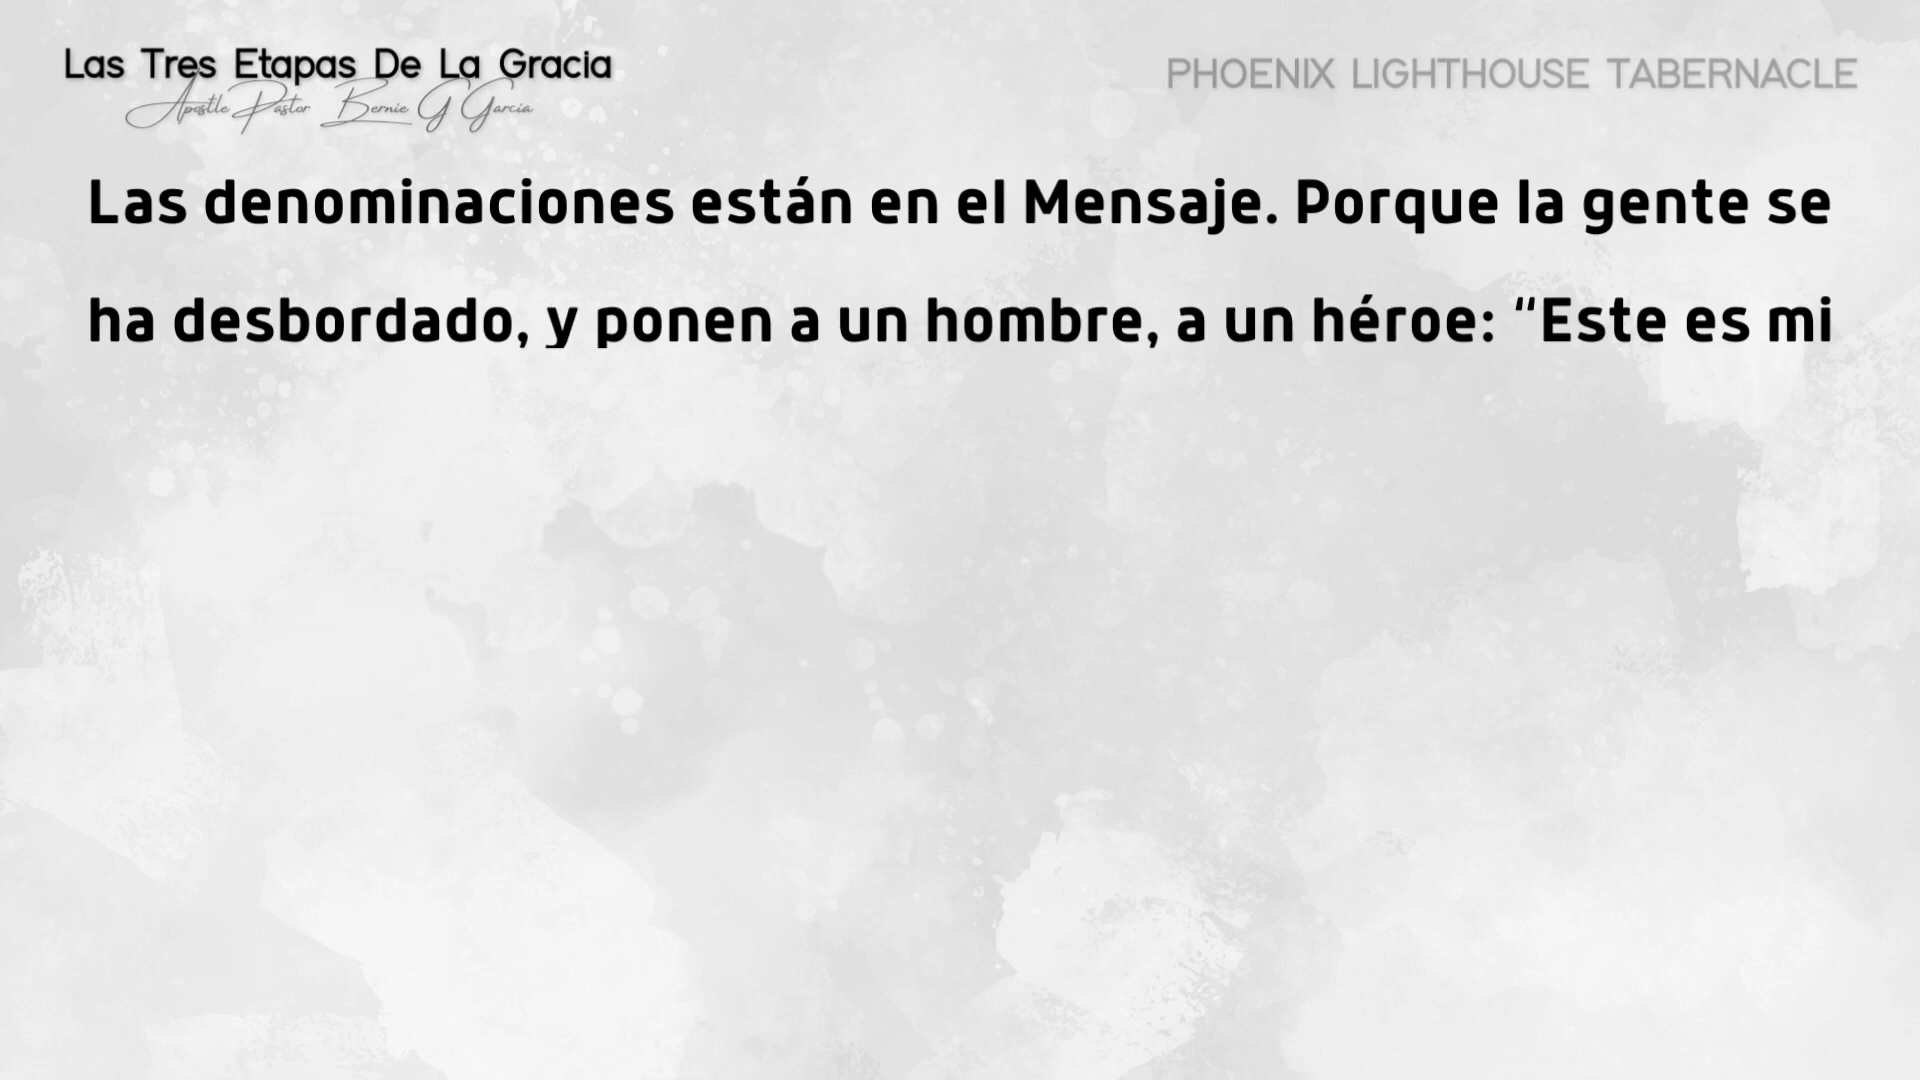 Las Tres Etapas De La Gracia
Apostle Pastor Bernie G Garcia
PHOENIX LIGHTHOUSE TABERNACLE
Las denominaciones están en el Mensaje. Porque la gente se
ha desbordado, y ponen a un hombre, a un héroe: “Este es mi